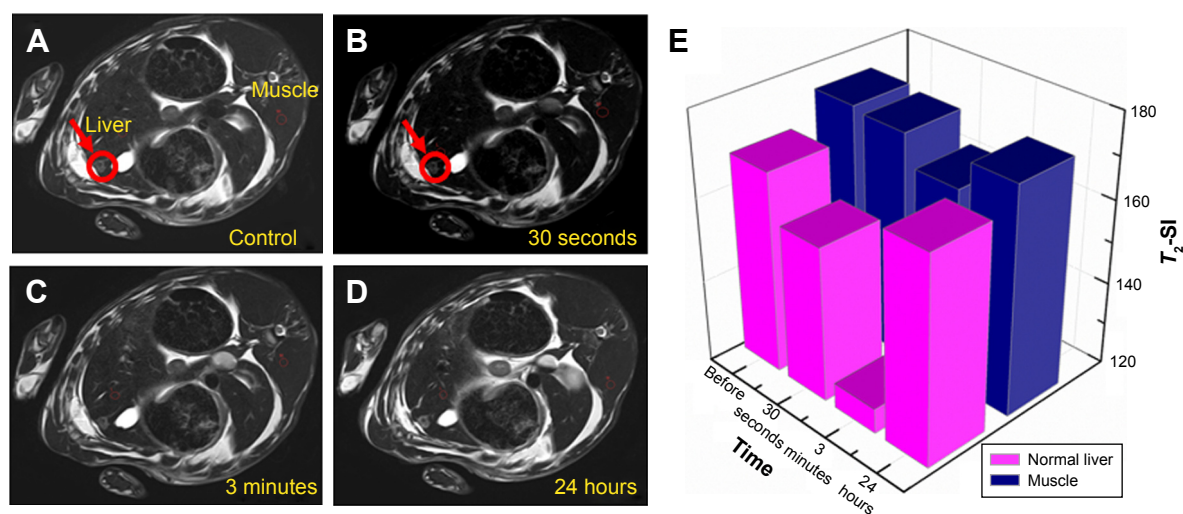 A
Muscle
Liver
Control
B
30 seconds
C
3 minutes
D
24 hours
E
180
160
140
120
T2-SI
Before
30
seconds
3
minutes
24
hours
Time
Normal liver
Muscle